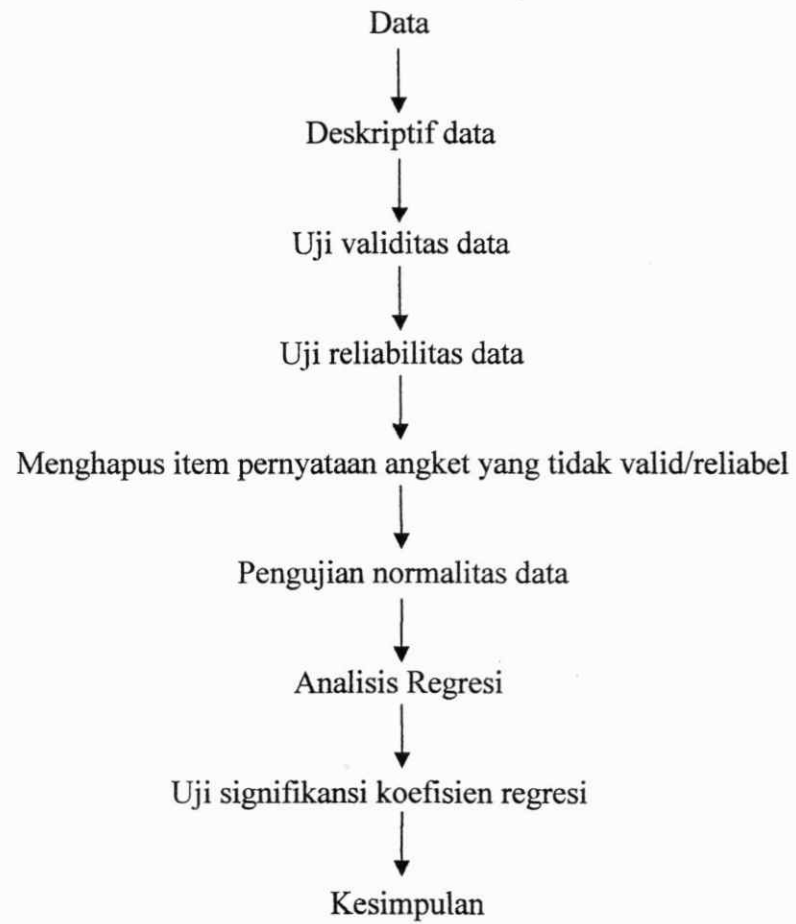 Data
Deskriptif data
Uji validitas data
Uji reliabilitas data
Menghapus item pernyataan angket yang tidak valid/reliabel
Pengujian normalitas data
Analisis Regresi
Uji signifikansi koefisien regresi
Kesimpulan